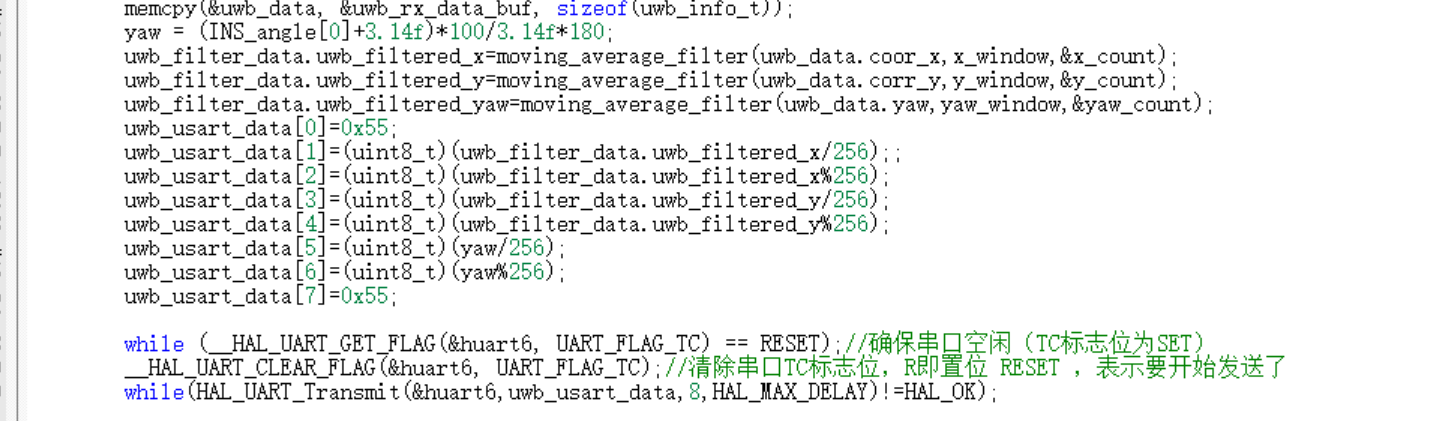 memcpy(&uwb_data, &uwb_rx_data_buf, sizeof(uwb_info_t));
yaw = (INS_angle[0]+3.14f)*100/3.14f*180;
uwb_filter_data.uwb_filtered_x=moving_average_filter(uwb_data.coor_x,x_window,&x_count);
uwb_filter_data.uwb_filtered_y=moving_average_filter(uwb_data.corr_y,y_window,&y_count);
uwb_filter_data.uwb_filtered_yaw=moving_average_filter(uwb_data.yaw,yaw_window,&yaw_count);
uwb_usart_data[0]=0x55;
uwb_usart_data[1]=(uint8_t)(uwb_filter_data.uwb_filtered_x/256);;
uwb_usart_data[2]=(uint8_t)(uwb_filter_data.uwb_filtered_x%256);
uwb_usart_data[3]=(uint8_t)(uwb_filter_data.uwb_filtered_y/256);
uwb_usart_data[4]=(uint8_t)(uwb_filter_data.uwb_filtered_y%256);
uwb_usart_data[5]=(uint8_t)(yaw/256);
uwb_usart_data[6]=(uint8_t)(yaw%256);
uwb_usart_data[7]=0x55;
while (__HAL_UART_GET_FLAG(&huart6, UART_FLAG_TC) == RESET);//确保串口空闲（TC标志位为SET）
__HAL_UART_CLEAR_FLAG(&huart6, UART_FLAG_TC);//清除串口TC标志位，R即置位 RESET ，表示要开始发送了
while(HAL_UART_Transmit(&huart6,uwb_usart_data,8,HAL_MAX_DELAY)!=HAL_OK);